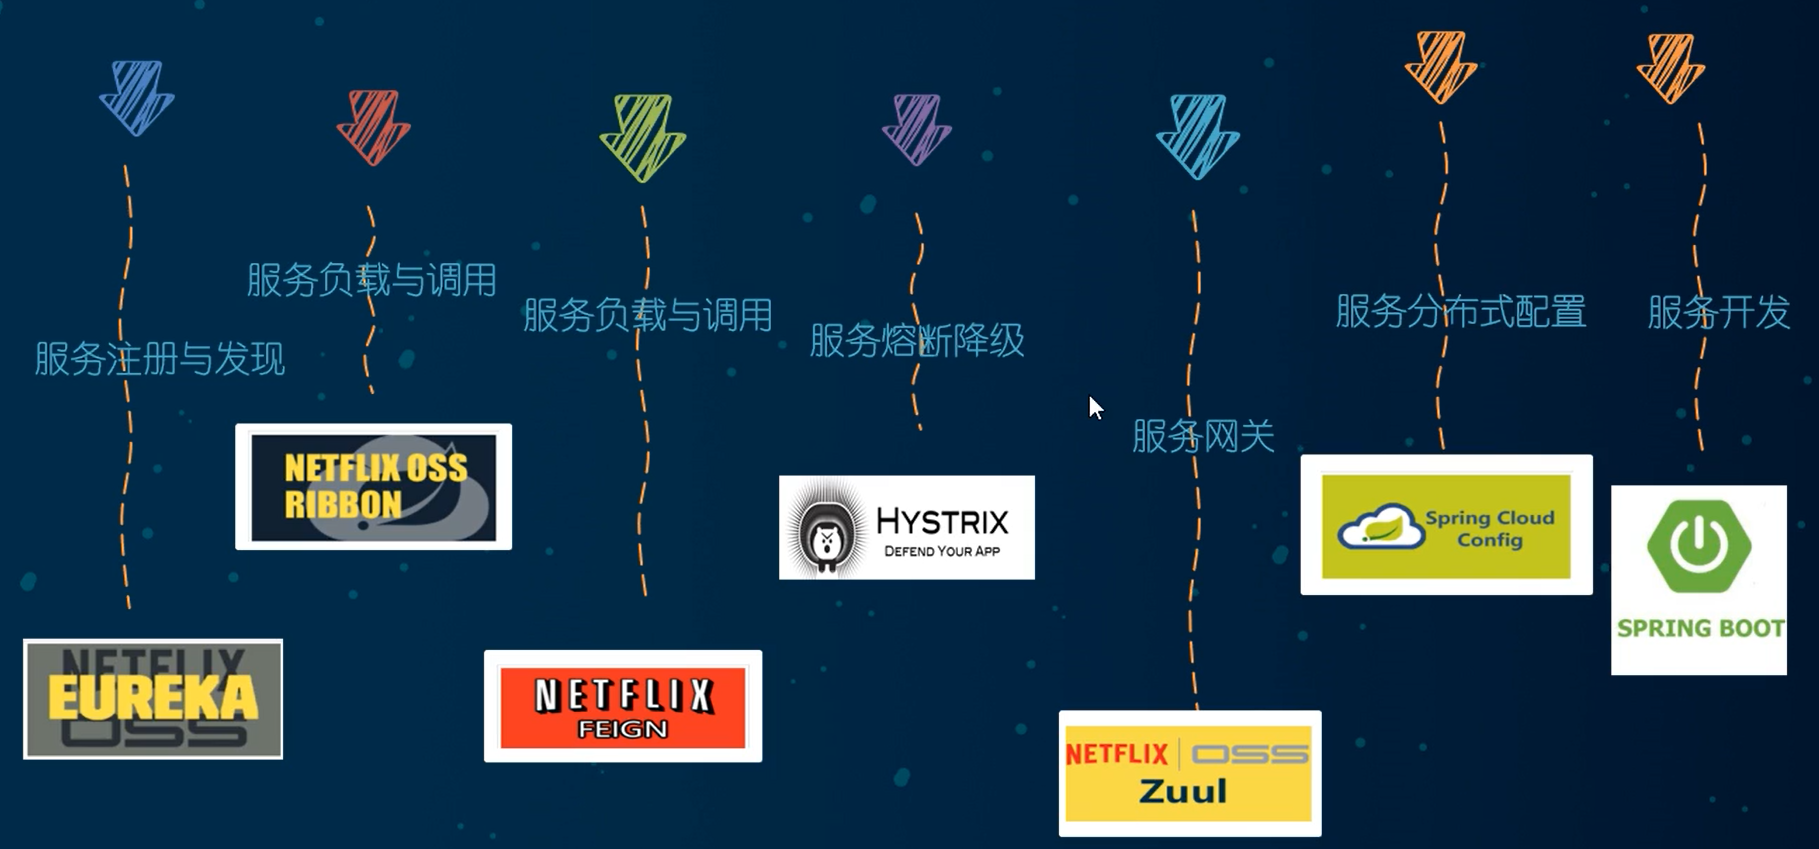 服务注册与发现
NETFLIX
EUREKA
OSS
服务负载与调用
NETFLIX OSS
RIBBON
服务负载与调用
NETFLIX
FEIGN
服务熔断降级
HYSTRIX
DEFEND YOUR APP
服务网关
NETFLIX OSS
Zuul
服务分布式配置
Spring Cloud
Config
服务开发
SPRING BOOT